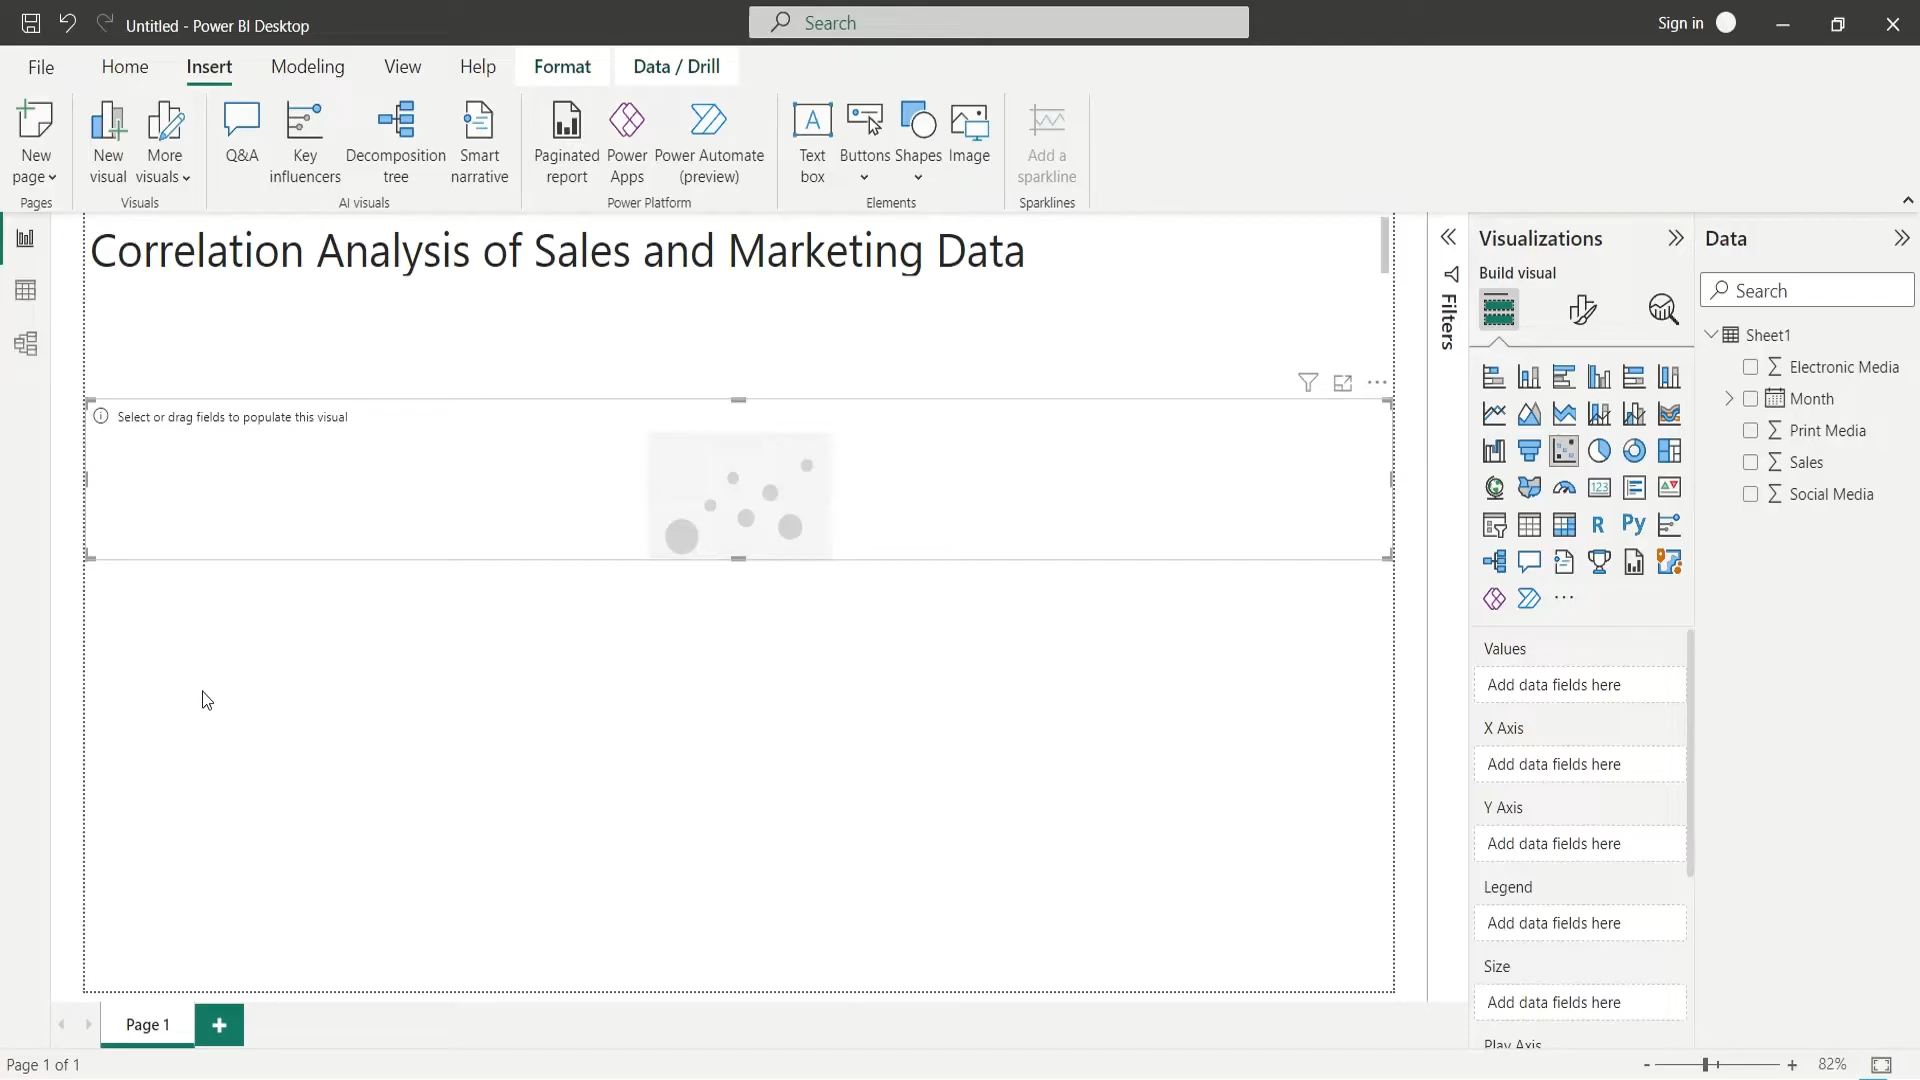 Untitled - Power BI Desktop
Search
Sign in
File
Home
Insert
Modeling
View
Help
Format
Data / Drill
New page
New visual
More visuals
Q&A
Key influencers
Decomposition tree
Smart narrative
Paginated report
Power Apps
Power Automate (preview)
Text box
Buttons
Shapes
Image
Add a sparkline
Pages
Visuals
AI visuals
Power Platform
Elements
Sparklines
Correlation Analysis of Sales and Marketing Data
Select or drag fields to populate this visual
Filters
Visualizations
Build visual
123
R
Py
Values
Add data fields here
X Axis
Add data fields here
Y Axis
Add data fields here
Legend
Add data fields here
Size
Add data fields here
Play Axis
Data
Search
Sheet1
Electronic Media
Month
Print Media
Sales
Social Media
Page 1
Page 1 of 1
82%